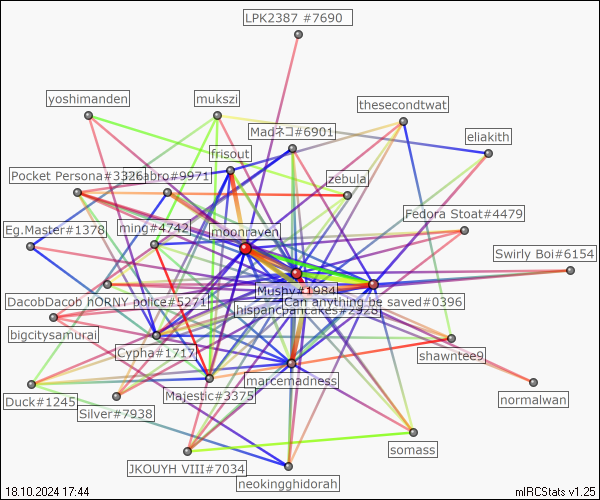 LPK2387 #7690
yoshimanden
mukszi
thesecondtwat
Madネコ#6901
eliakith
frisout
Pocket Persona#3326
abro#9971
zebula
Fedora Stoat#4479
Eg.Master#1378
ming#4742
moonraven
Swirly Boi#6154
Mushy#1984
DacobDacob hORNY police#5271
Can anything be saved#0396
hispancpancakes#2928
bigcitysamurai
Cypha#1717
shawntee9
marcemadness
Duck#1245
Majestic#3375
normalwan
Silver#7938
somass
JKOUYH VIII#7034
neokingghidorah
18.10.2024 17:44
mIRCStats v1.25